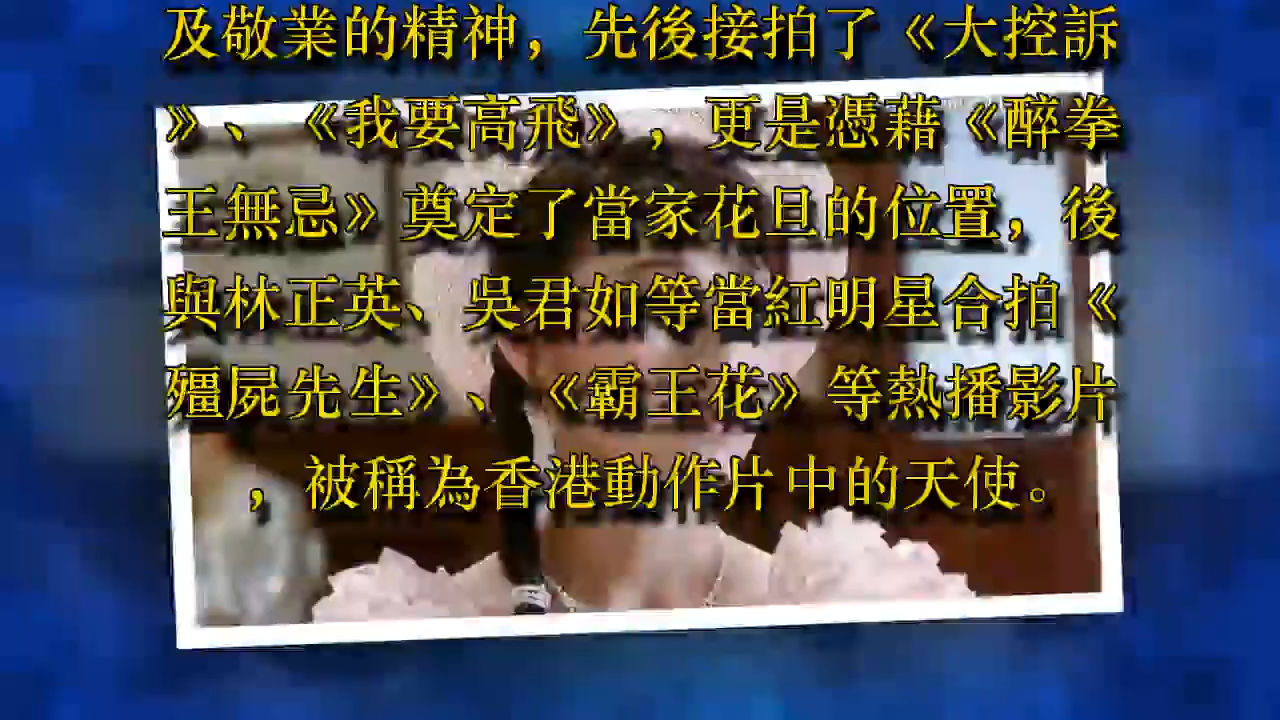 及敬業的精神，先後接拍了《大控訴
》、《我要高飛》，更是憑藉《醉拳
王無忌》奠定了當家花旦的位置，後
與林正英、吳君如等當紅明星合拍《
殭屍先生》、《霸王花》等熱播影片
，被稱為香港動作片中的天使。